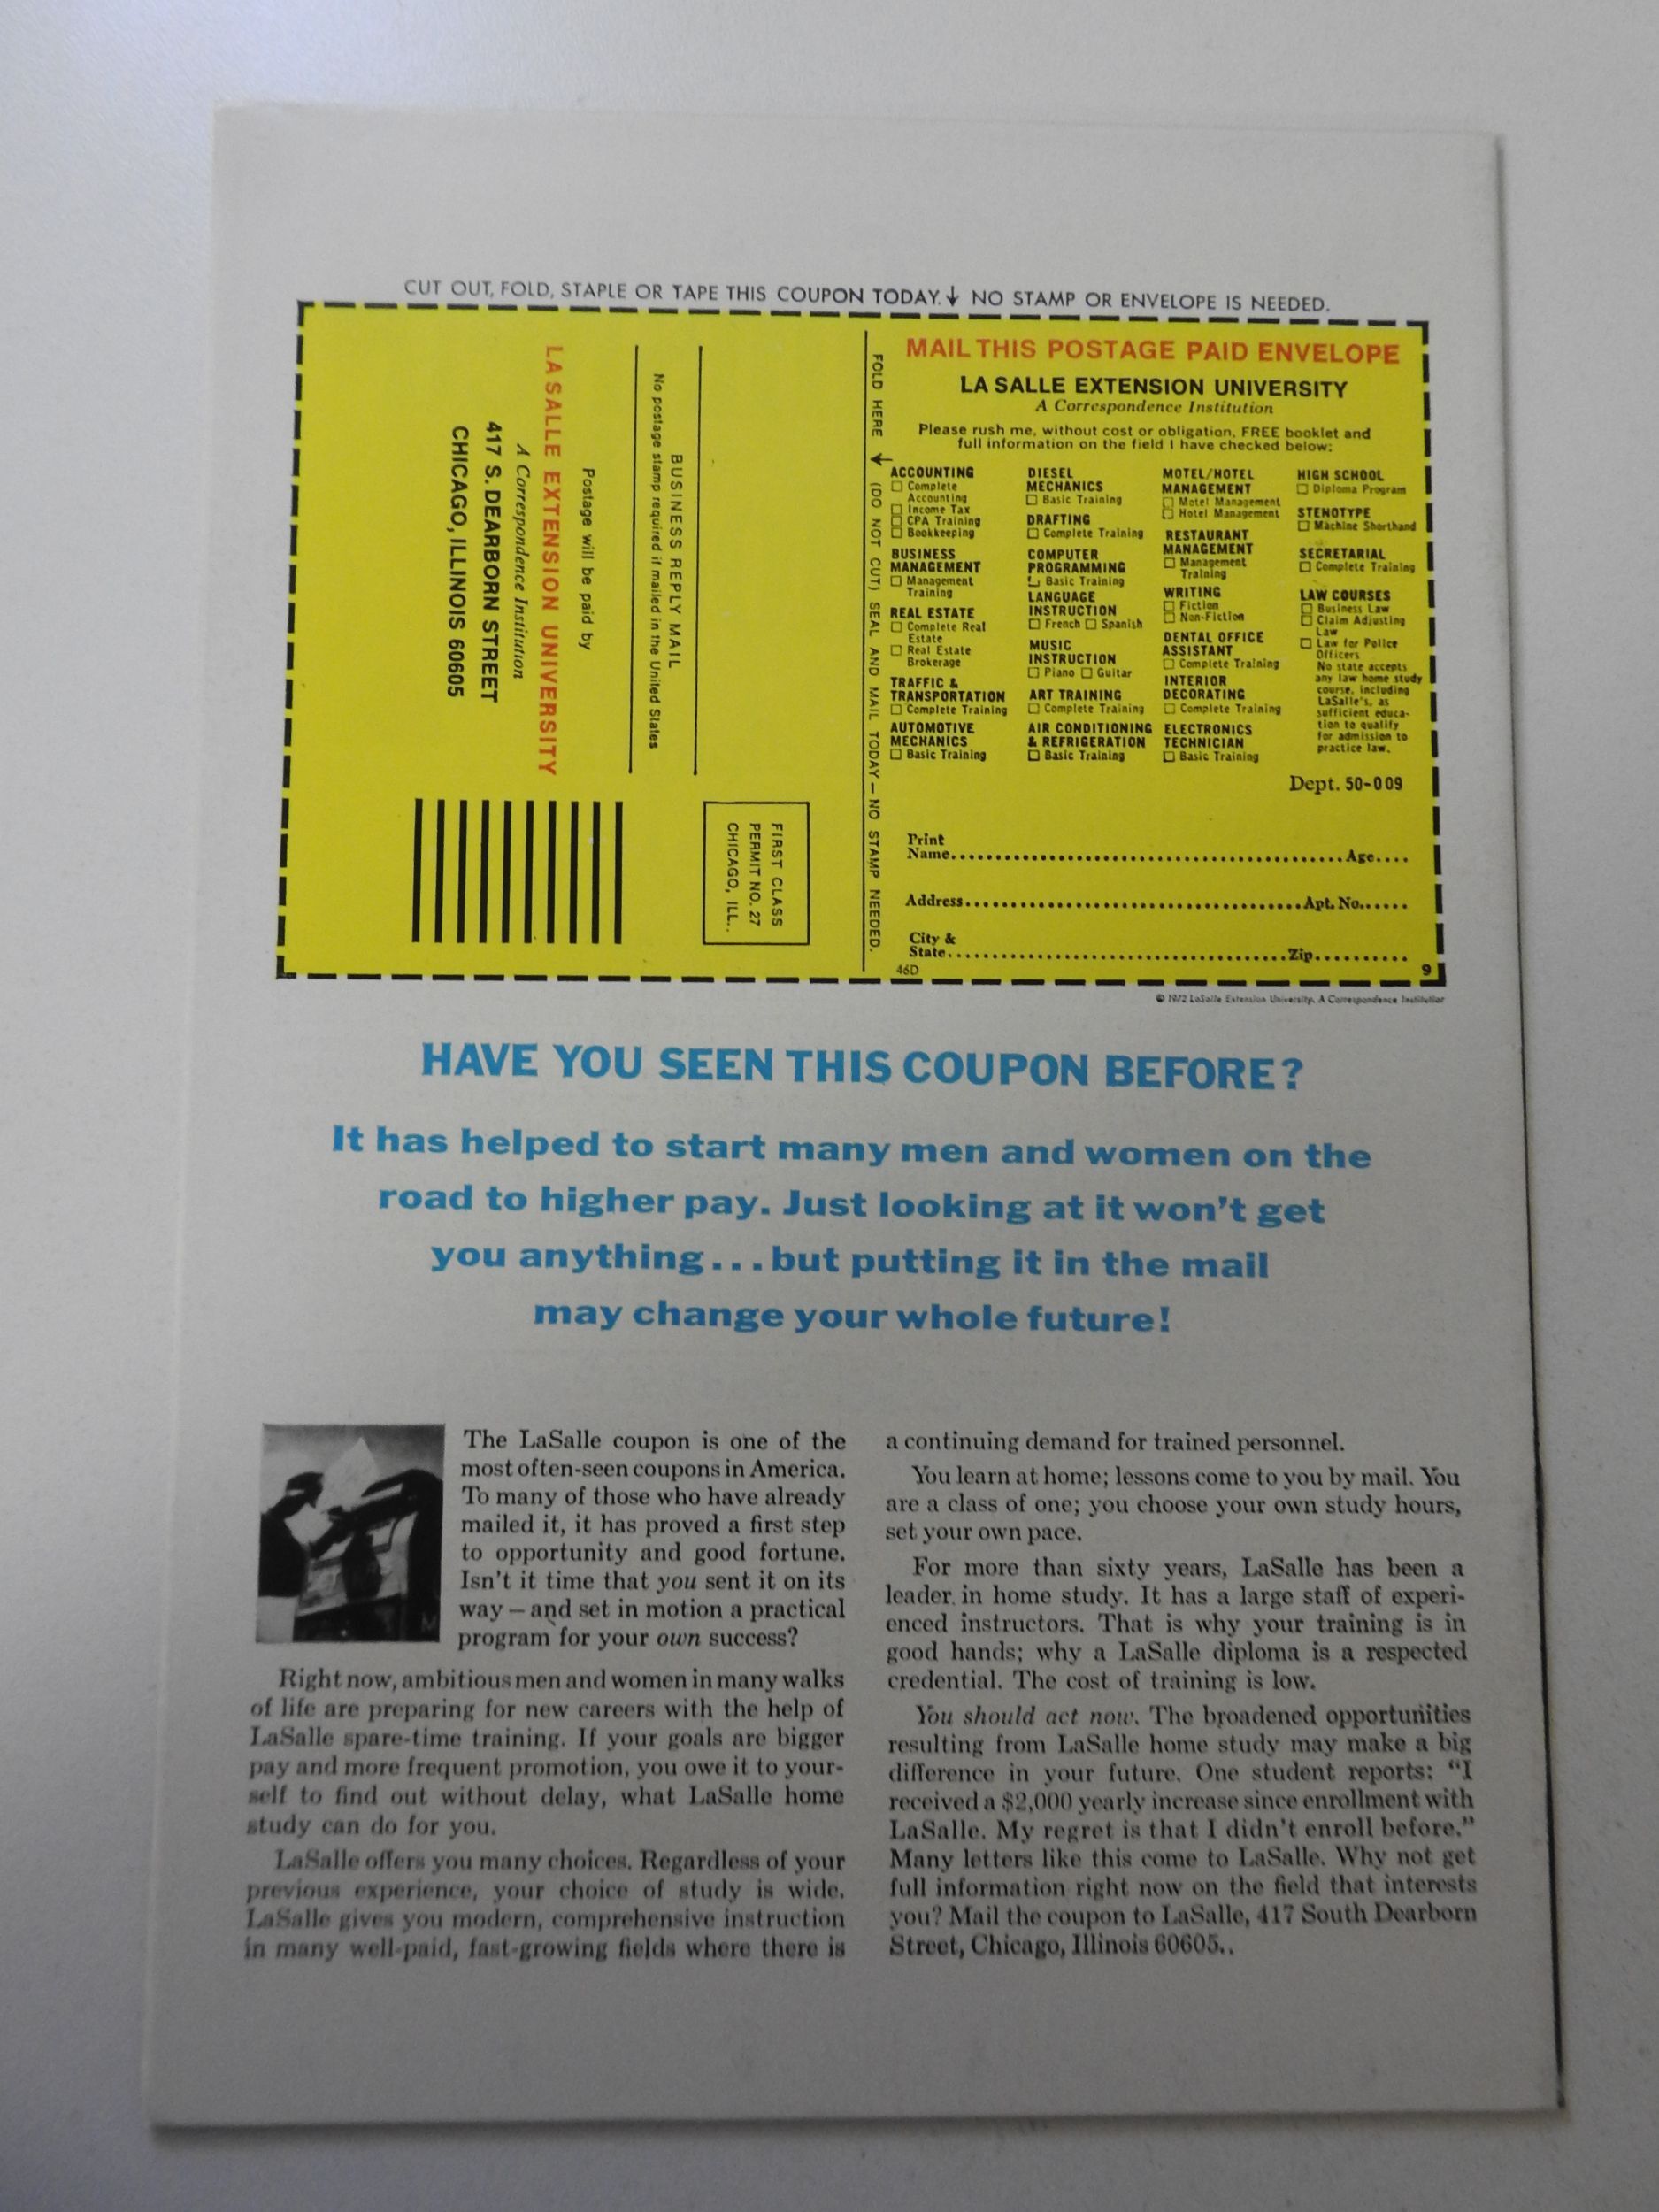 CUT OUT, FOLD, STAPLE OR TAPE THIS COUPON TODAY.↓ NO STAMP OR ENVELOPE IS NEEDED.
BUSINESS REPLY MAIL
No postage stamp required if mailed in the United States
Postage will be paid by
LA SALLE EXTENSION UNIVERSITY
A Correspondence Institution
417 S. DEARBORN STREET
CHICAGO, ILLINOIS 60605
FIRST CLASS
PERMIT NO. 27
CHICAGO, ILL..
FOLD HERE ↓ (DO NOT CUT) SEAL AND MAIL TODAY — NO STAMP NEEDED.
MAIL THIS POSTAGE PAID ENVELOPE
LA SALLE EXTENSION UNIVERSITY
A Correspondence Institution
Please rush me, without cost or obligation, FREE booklet and
full information on the field I have checked below:
ACCOUNTING
☐ Complete
Accounting
☐ Income Tax
☐ CPA Training
☐ Bookkeeping
BUSINESS
MANAGEMENT
☐ Management
Training
REAL ESTATE
☐ Complete Real
Estate
☐ Real Estate
Brokerage
TRAFFIC &
TRANSPORTATION
☐ Complete Training
AUTOMOTIVE
MECHANICS
☐ Basic Training
DIESEL
MECHANICS
☐ Basic Training
DRAFTING
☐ Complete Training
COMPUTER
PROGRAMMING
☐ Basic Training
LANGUAGE
INSTRUCTION
☐ French ☐ Spanish
MUSIC
INSTRUCTION
☐ Piano ☐ Guitar
ART TRAINING
☐ Complete Training
AIR CONDITIONING
& REFRIGERATION
☐ Basic Training
MOTEL/HOTEL
MANAGEMENT
☐ Motel Management
☐ Hotel Management
RESTAURANT
MANAGEMENT
☐ Management
Training
WRITING
☐ Fiction
☐ Non-Fiction
DENTAL OFFICE
ASSISTANT
☐ Complete Training
INTERIOR
DECORATING
☐ Complete Training
ELECTRONICS
TECHNICIAN
☐ Basic Training
HIGH SCHOOL
☐ Diploma Program
STENOTYPE
☐ Machine Shorthand
SECRETARIAL
☐ Complete Training
LAW COURSES
☐ Business Law
☐ Claim Adjusting
Law
☐ Law for Police
Officers
No state accepts
any law home study
course, including
LaSalle's, as
sufficient educa-
tion to qualify
for admission to
practice law.
Dept. 50-009
Print
Name.......... Age....
Address.......... Apt. No......
City &
State.......... Zip..........
46D
9
© 1972 LaSalle Extension University. A Correspondence Institution
HAVE YOU SEEN THIS COUPON BEFORE?
It has helped to start many men and women on the
road to higher pay. Just looking at it won't get
you anything...but putting it in the mail
may change your whole future!
The LaSalle coupon is one of the
most often-seen coupons in America.
To many of those who have already
mailed it, it has proved a first step
to opportunity and good fortune.
Isn't it time that you sent it on its
way – and set in motion a practical
program for your own success?
Right now, ambitious men and women in many walks
of life are preparing for new careers with the help of
LaSalle spare-time training. If your goals are bigger
pay and more frequent promotion, you owe it to your-
self to find out without delay, what LaSalle home
study can do for you.
LaSalle offers you many choices. Regardless of your
previous experience, your choice of study is wide.
LaSalle gives you modern, comprehensive instruction
in many well-paid, fast-growing fields where there is
a continuing demand for trained personnel.
You learn at home; lessons come to you by mail. You
are a class of one; you choose your own study hours,
set your own pace.
For more than sixty years, LaSalle has been a
leader in home study. It has a large staff of experi-
enced instructors. That is why your training is in
good hands; why a LaSalle diploma is a respected
credential. The cost of training is low.
You should act now. The broadened opportunities
resulting from LaSalle home study may make a big
difference in your future. One student reports: “I
received a $2,000 yearly increase since enrollment with
LaSalle. My regret is that I didn't enroll before.”
Many letters like this come to LaSalle. Why not get
full information right now on the field that interests
you? Mail the coupon to LaSalle, 417 South Dearborn
Street, Chicago, Illinois 60605..